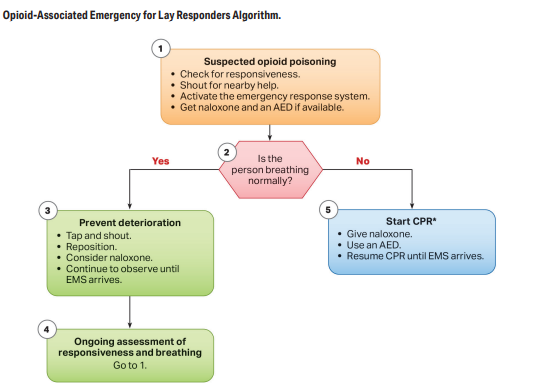 Opioid-Associated Emergency for Lay Responders Algorithm.
1
Suspected opioid poisoning
• Check for responsiveness.
• Shout for nearby help.
• Activate the emergency response system.
• Get naloxone and an AED if available.
2
Is the
person breathing
normally?
Yes
No
3
Prevent deterioration
• Tap and shout.
• Reposition.
• Consider naloxone.
• Continue to observe until
EMS arrives.
5
Start CPR*
• Give naloxone.
• Use an AED.
• Resume CPR until EMS arrives.
4
Ongoing assessment of
responsiveness and breathing
Go to 1.